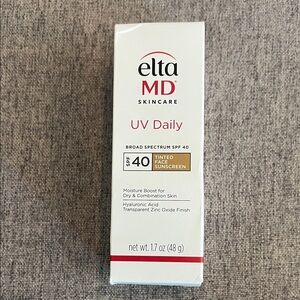 elta
MD
SKINCARE
UV Daily
BROAD SPECTRUM SPF 40
SPF 40 TINTED
FACE
SUNSCREEN
Moisture Boost for
Dry & Combination Skin
Hyaluronic Acid
Transparent Zinc Oxide Finish
net wt. 1.7 oz (48 g)